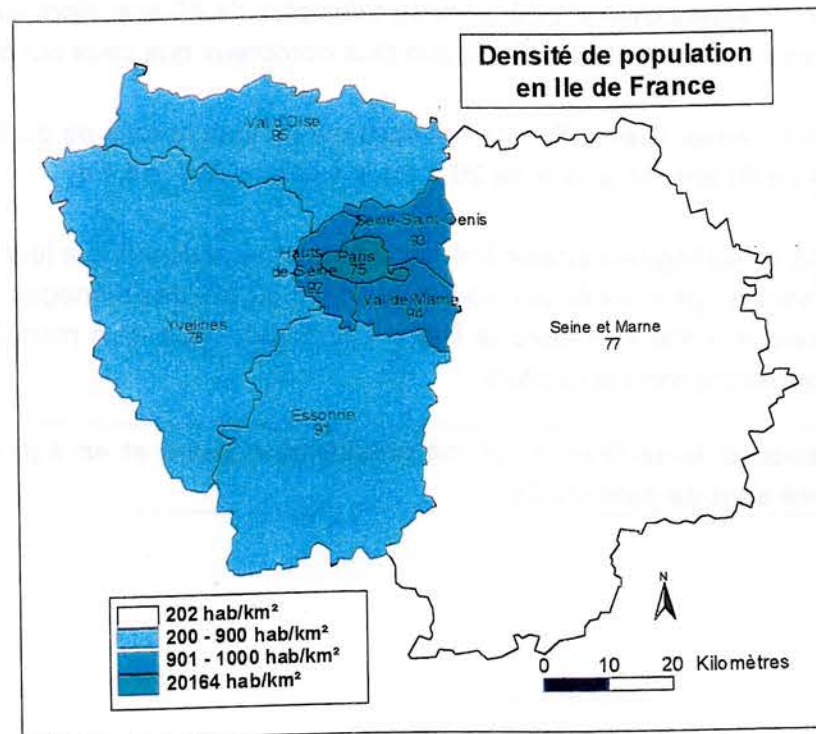 Densité de population
en Ile de France
Val d'Oise
95
Seine-Saint-Denis
93
Hauts
de-Seine
92
Paris
75
Val de Marne
94
Yvelines
78
Seine et Marne
77
Essonne
91
N
202 hab/km²
200 - 900 hab/km²
901 - 1000 hab/km²
20164 hab/km²
0 10 20 Kilomètres